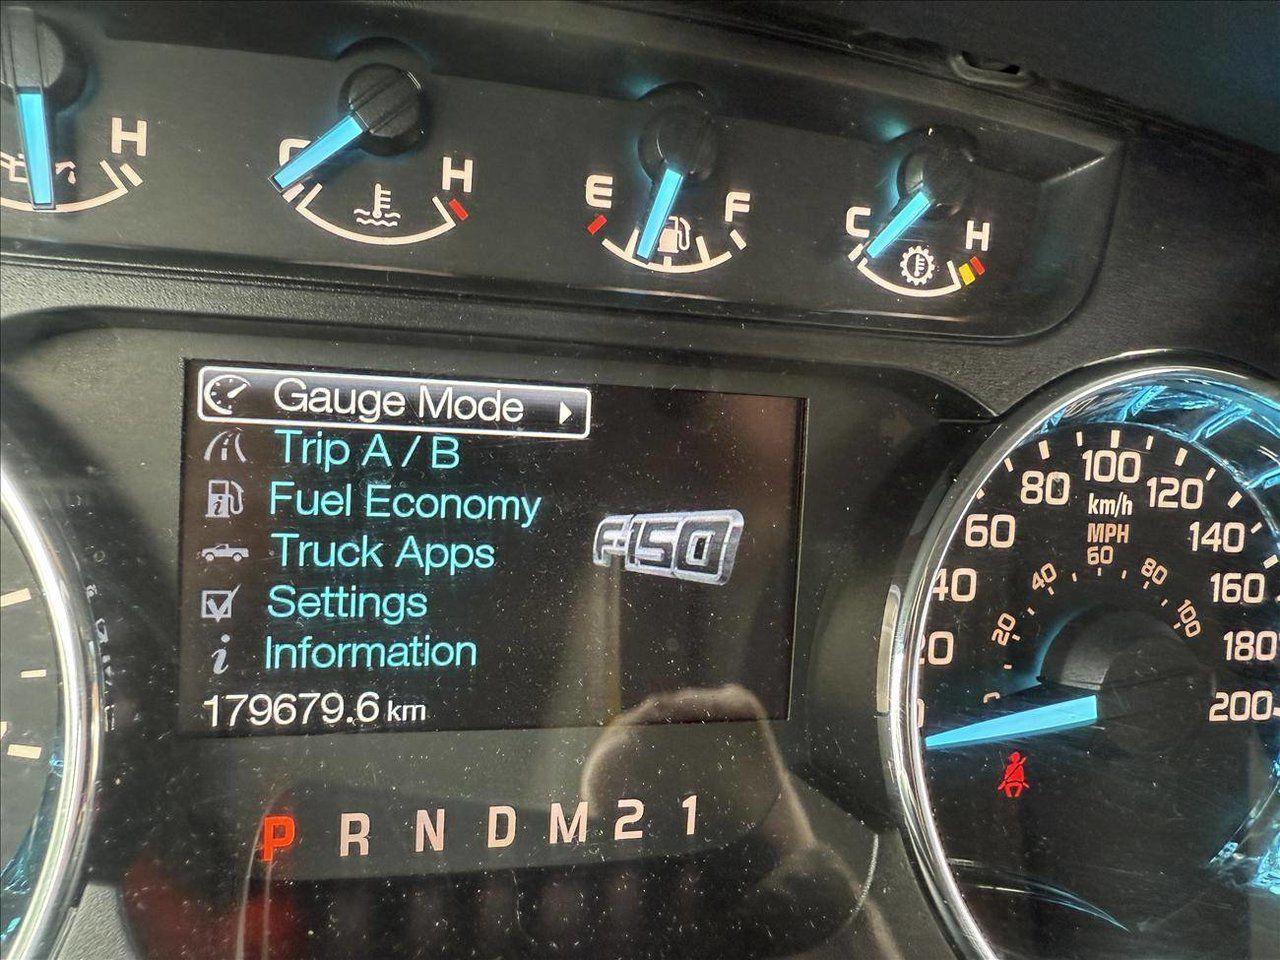 H
C H
E F
C H
Gauge Mode
Trip A / B
Fuel Economy
Truck Apps
Settings
Information
179679.6 km
F-150
P R N D M 2 1
20 40 60 80 100 120 140 160 180 200
km/h
MPH
0 20 40 60 80 100